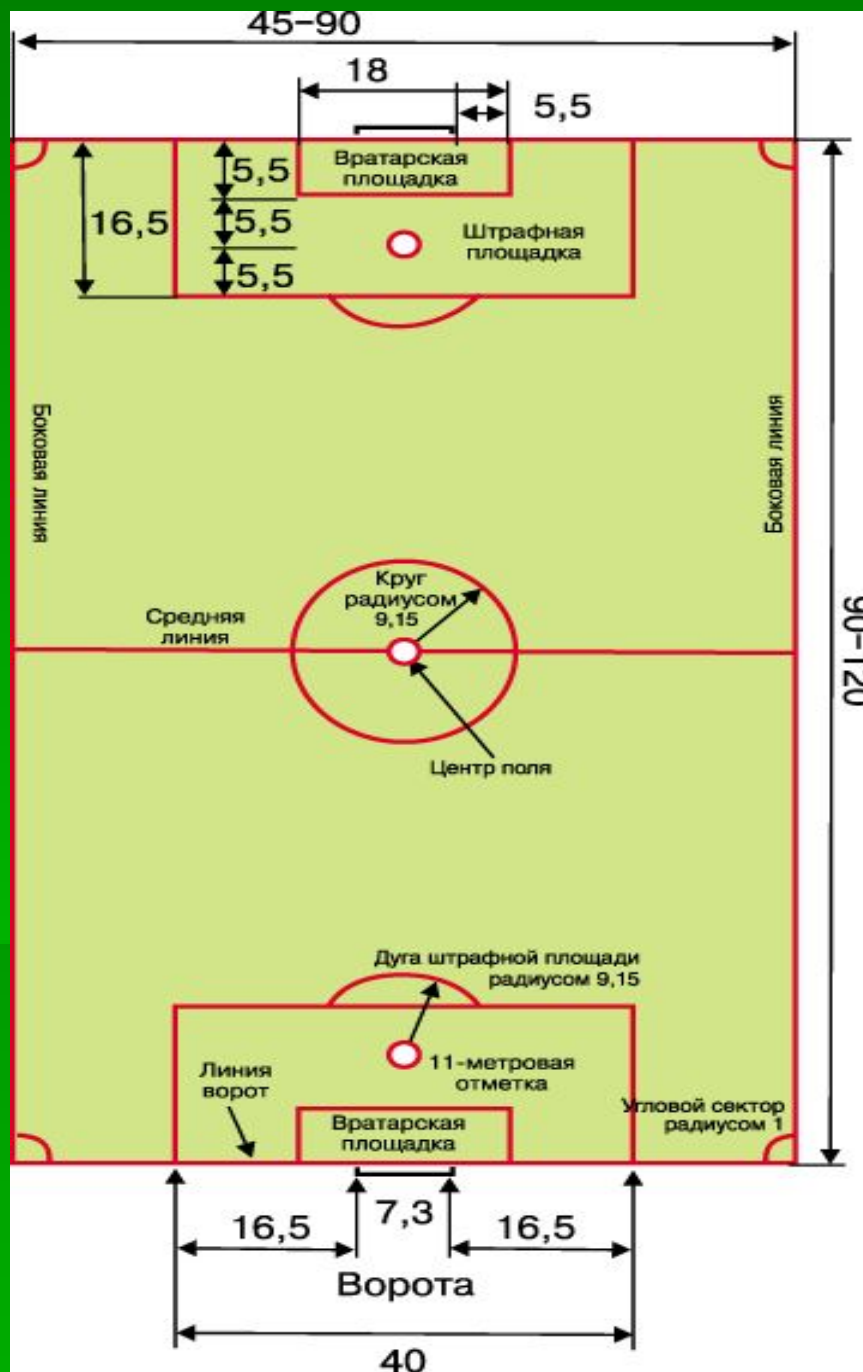 45–90
18
5,5
Вратарская
площадка
5,5
16,5
5,5
Штрафная
площадка
5,5
Боковая линия
Боковая линия
Круг
радиусом
9,15
Средняя
линия
90–120
Центр поля
Дуга штрафной площади
радиусом 9,15
11-метровая
отметка
Линия
ворот
Угловой сектор
радиусом 1
Вратарская
площадка
16,5
7,3
16,5
Ворота
40